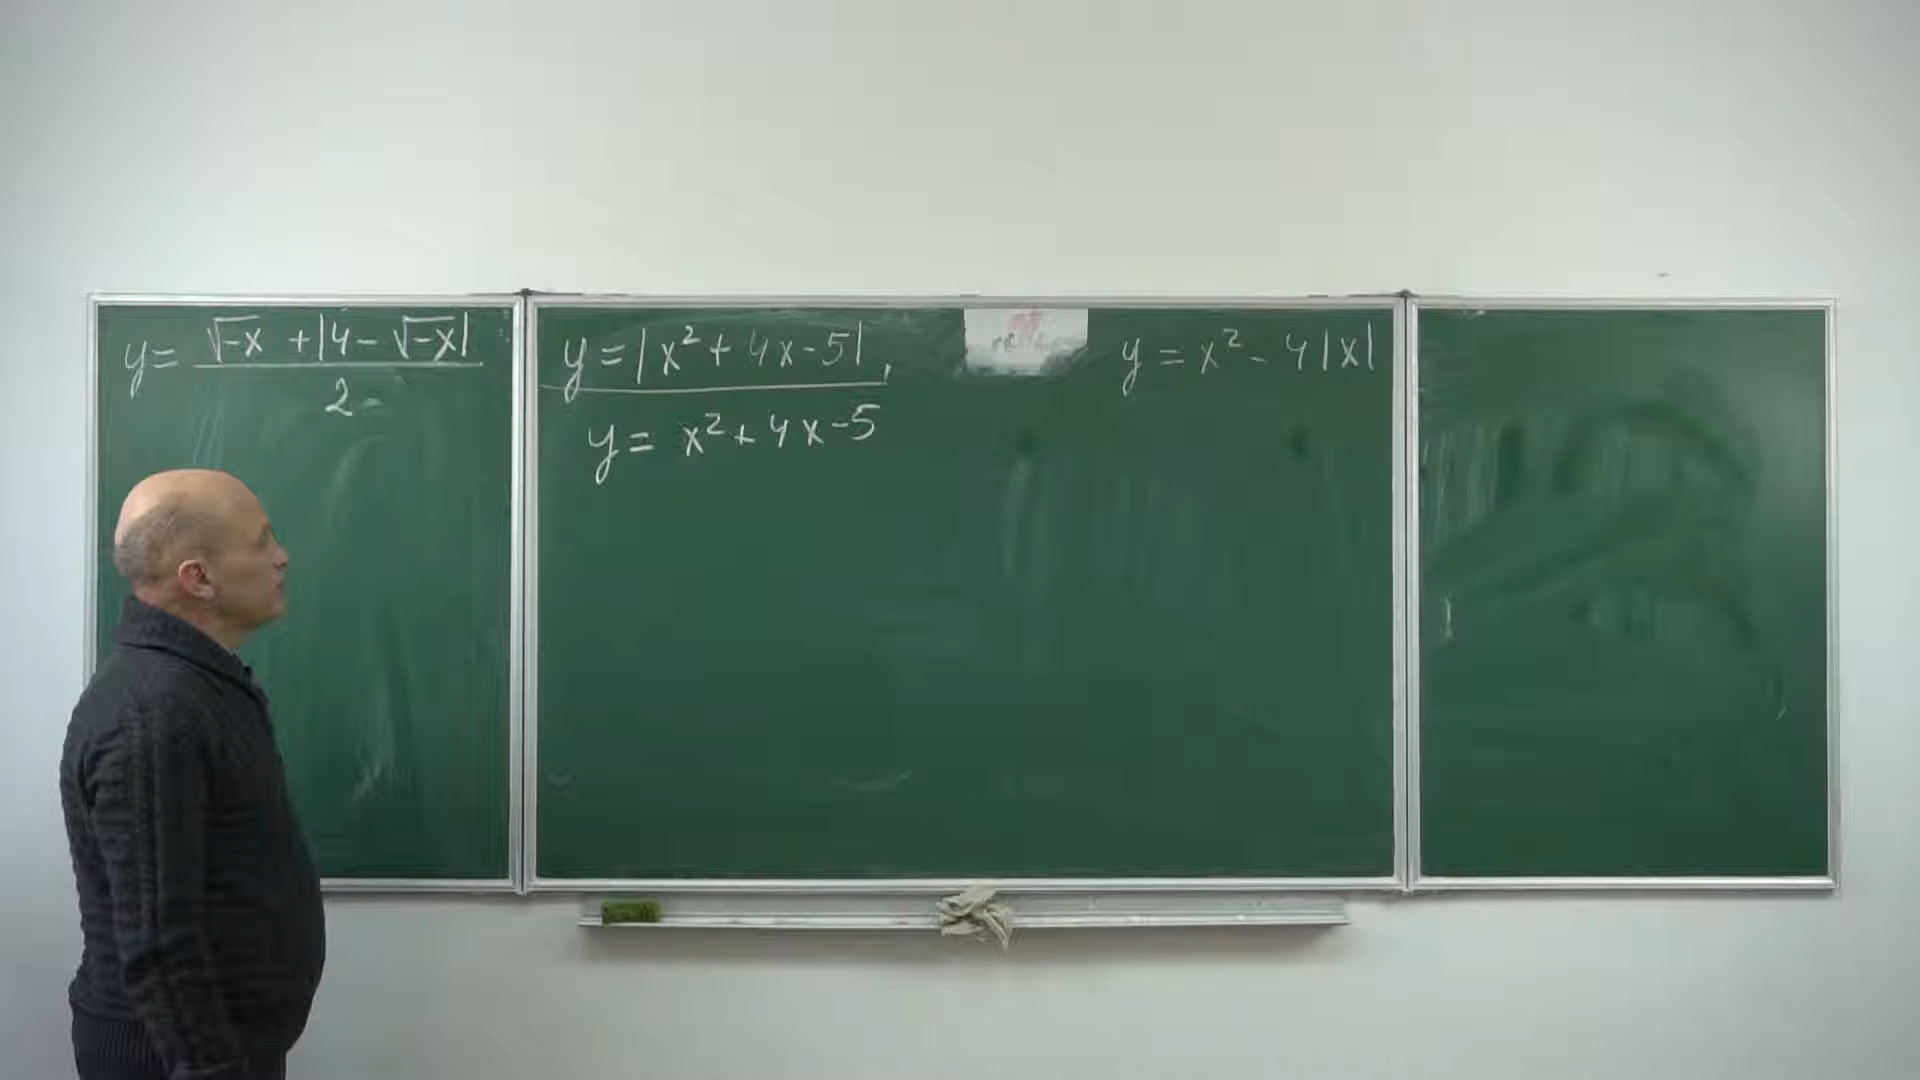 y = (√-x + |4 - √-x|) / 2
y = |x² + 4x - 5|,
y = x² + 4x - 5
y = x² - 4|x|